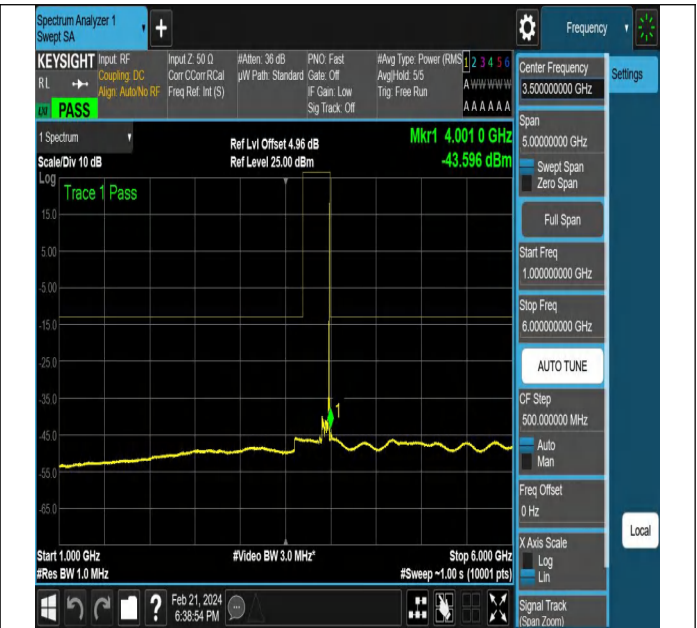 Spectrum Analyzer 1
Swept SA
Frequency
KEYSIGHT
RL
PASS
Input: RF
Coupling: DC
Align: Auto/No RF
Input Z: 50 Ω
Corr CCorr RCal
Freq Ref: Int (S)
#Atten: 36 dB
µW Path: Standard
PNO: Fast
Gate: Off
IF Gain: Low
Sig Track: Off
#Avg Type: Power (RMS
Avg|Hold: 5/5
Trig: Free Run
1 2 3 4 5 6
A W W W W W
A A A A A A
1 Spectrum
Scale/Div 10 dB
Log
Ref Lvl Offset 4.96 dB
Ref Level 25.00 dBm
Mkr1 4.001 0 GHz
-43.596 dBm
Trace 1 Pass
15.0
5.00
-5.00
-15.0
-25.0
-35.0
-45.0
-55.0
-65.0
1
Start 1.000 GHz
#Res BW 1.0 MHz
#Video BW 3.0 MHz*
Stop 6.000 GHz
#Sweep ~1.00 s (10001 pts)
Feb 21, 2024
6:38:54 PM
Center Frequency
3.500000000 GHz
Settings
Span
5.00000000 GHz
Swept Span
Zero Span
Full Span
Start Freq
1.000000000 GHz
Stop Freq
6.000000000 GHz
AUTO TUNE
CF Step
500.000000 MHz
Auto
Man
Freq Offset
0 Hz
X Axis Scale
Log
Lin
Local
Signal Track
(Span Zoom)